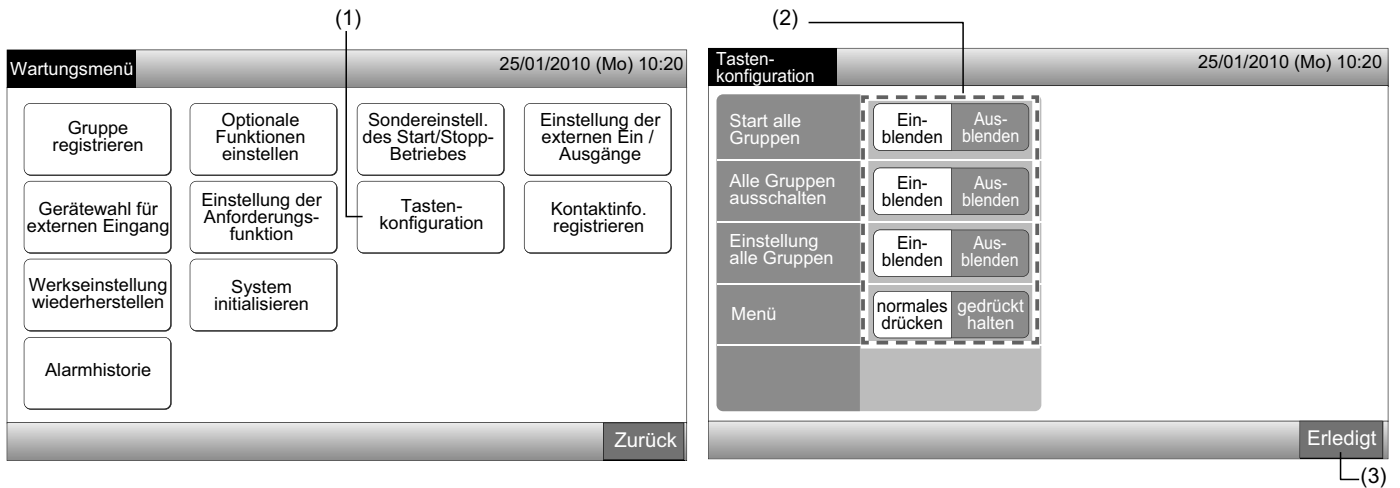 (1)
Wartungsmenü
25/01/2010 (Mo) 10:20
Gruppe
registrieren
Optionale
Funktionen
einstellen
Sondereinstell.
des Start/Stopp-
Betriebes
Einstellung der
externen Ein /
Ausgänge
Gerätewahl für
externen Eingang
Einstellung der
Anforderungs-
funktion
Tasten-
konfiguration
Kontaktinfo.
registrieren
Werkseinstellung
wiederherstellen
System
initialisieren
Alarmhistorie
Zurück
(2)
Tasten-
konfiguration
25/01/2010 (Mo) 10:20
Start alle
Gruppen
Ein-
blenden
Aus-
blenden
Alle Gruppen
ausschalten
Ein-
blenden
Aus-
blenden
Einstellung
alle Gruppen
Ein-
blenden
Aus-
blenden
Menü
normales
drücken
gedrückt
halten
Erledigt
(3)